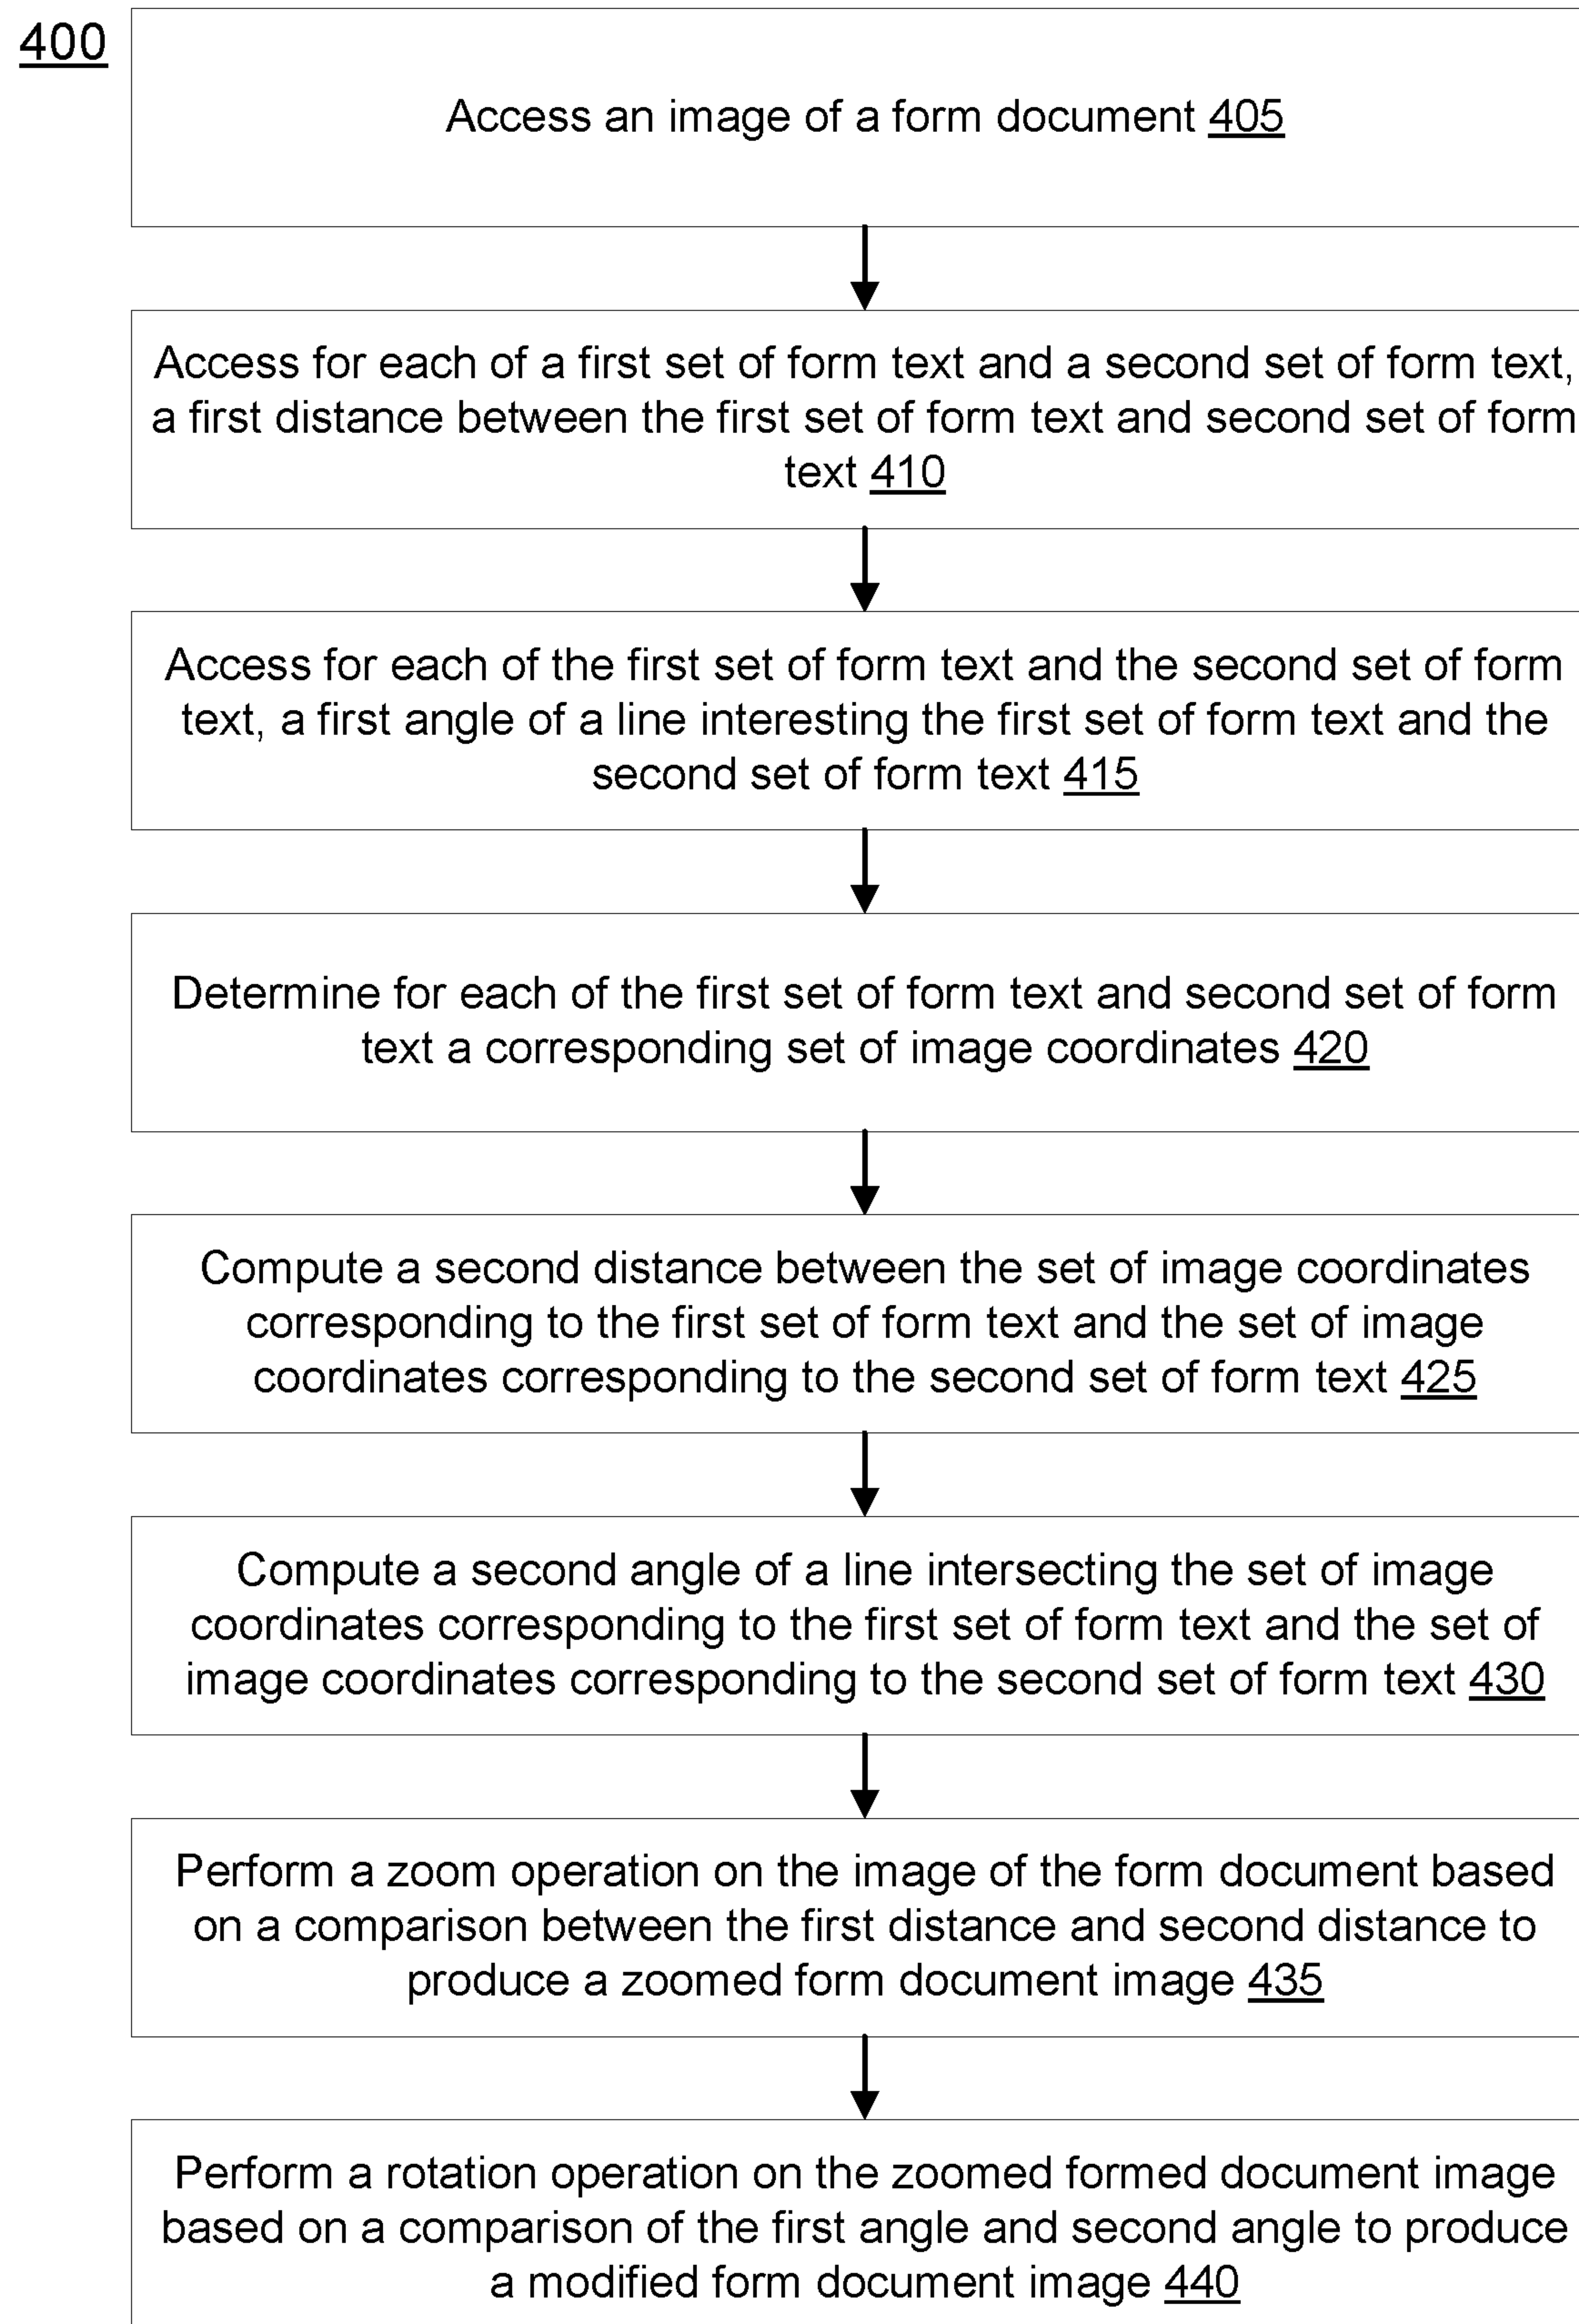 400
Access an image of a form document 405
Access for each of a first set of form text and a second set of form text,
a first distance between the first set of form text and second set of form
text 410
Access for each of the first set of form text and the second set of form
text, a first angle of a line interesting the first set of form text and the
second set of form text 415
Determine for each of the first set of form text and second set of form
text a corresponding set of image coordinates 420
Compute a second distance between the set of image coordinates
corresponding to the first set of form text and the set of image
coordinates corresponding to the second set of form text 425
Compute a second angle of a line intersecting the set of image
coordinates corresponding to the first set of form text and the set of
image coordinates corresponding to the second set of form text 430
Perform a zoom operation on the image of the form document based
on a comparison between the first distance and second distance to
produce a zoomed form document image 435
Perform a rotation operation on the zoomed formed document image
based on a comparison of the first angle and second angle to produce
a modified form document image 440